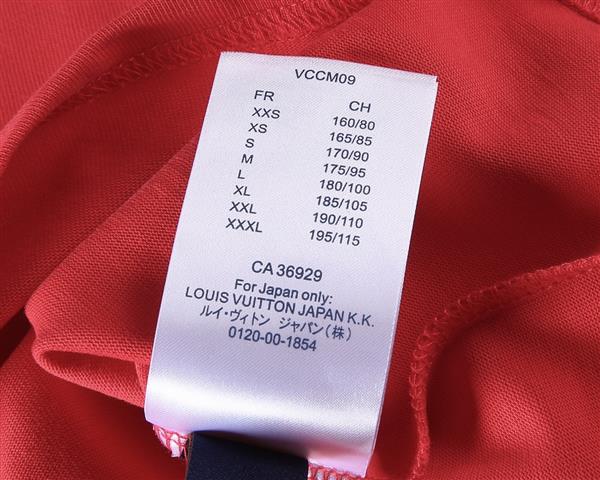 VCCM09
FR CH
XXS 160/80
XS 165/85
S 170/90
M 175/95
L 180/100
XL 185/105
XXL 190/110
XXXL 195/115
CA 36929
For Japan only:
LOUIS VUITTON JAPAN K.K.
ルイ・ヴィトン ジャパン(株)
0120-00-1854